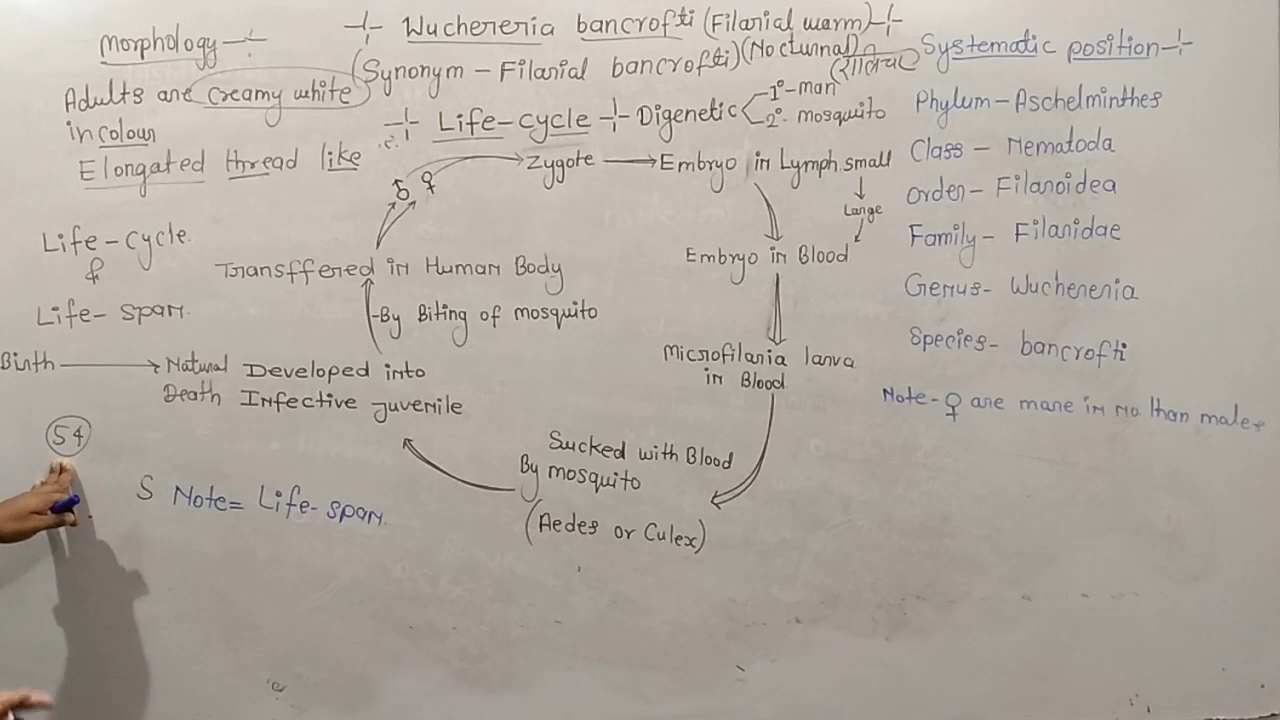 Wuchereria bancrofti (Filarial warm)
(Synonym - Filarial bancrofti) (Nocturnal)
Morphology
Adults are creamy white
in colour
Elongated thread like
Life-cycle Digenetic
1° - man
2° - mosquito
♂ ♀ → Zygote → Embryo in Lymph small
↓
Large
Embryo in Blood
Microfilaria larva
in Blood
Sucked with Blood
By mosquito
(Aedes or Culex)
Developed into
Infective juvenile
By Biting of mosquito
Transffered in Human Body
Life-cycle
&
Life-span
Birth → Natural
Death
54
S Note= Life-span
Systematic position
Phylum - Aschelminthes
Class - Nematoda
Order - Filaroidea
Family - Filaridae
Genus - Wuchereria
Species - bancrofti
Note - ♀ are mare in no than males